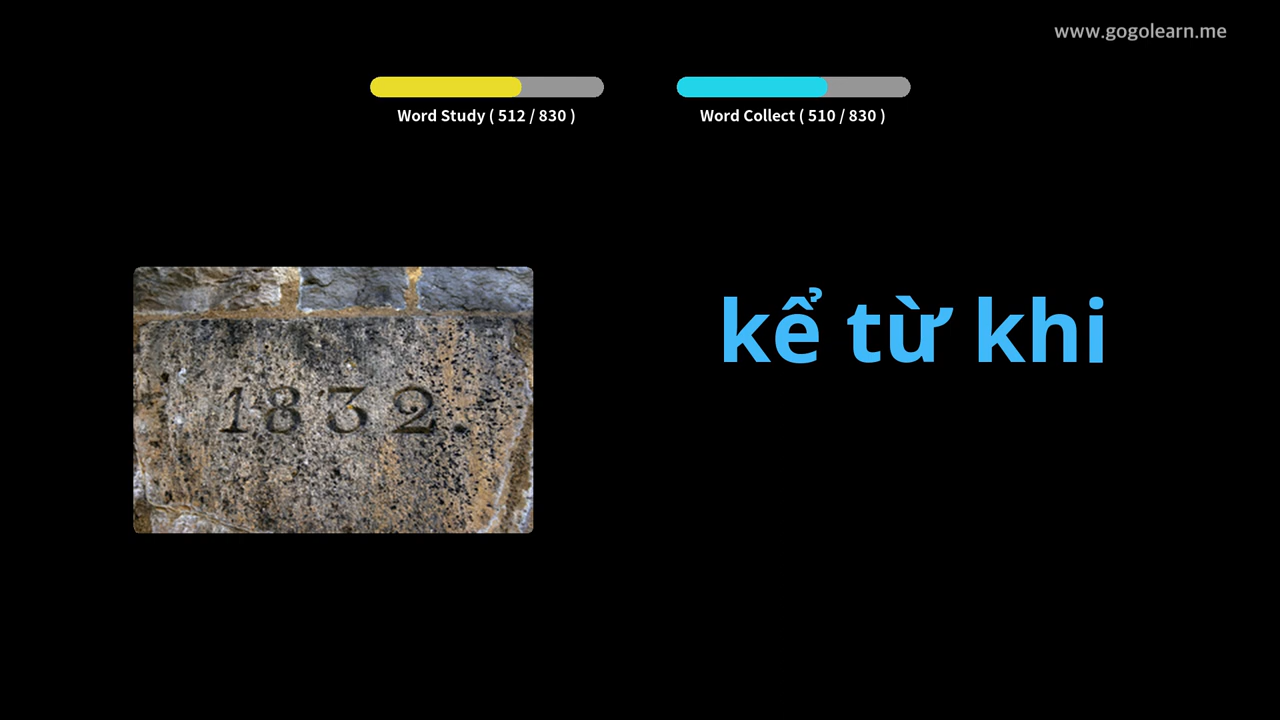 www.gogolearn.me
Word Study ( 512 / 830 )
Word Collect ( 510 / 830 )
kể từ khi
1832.